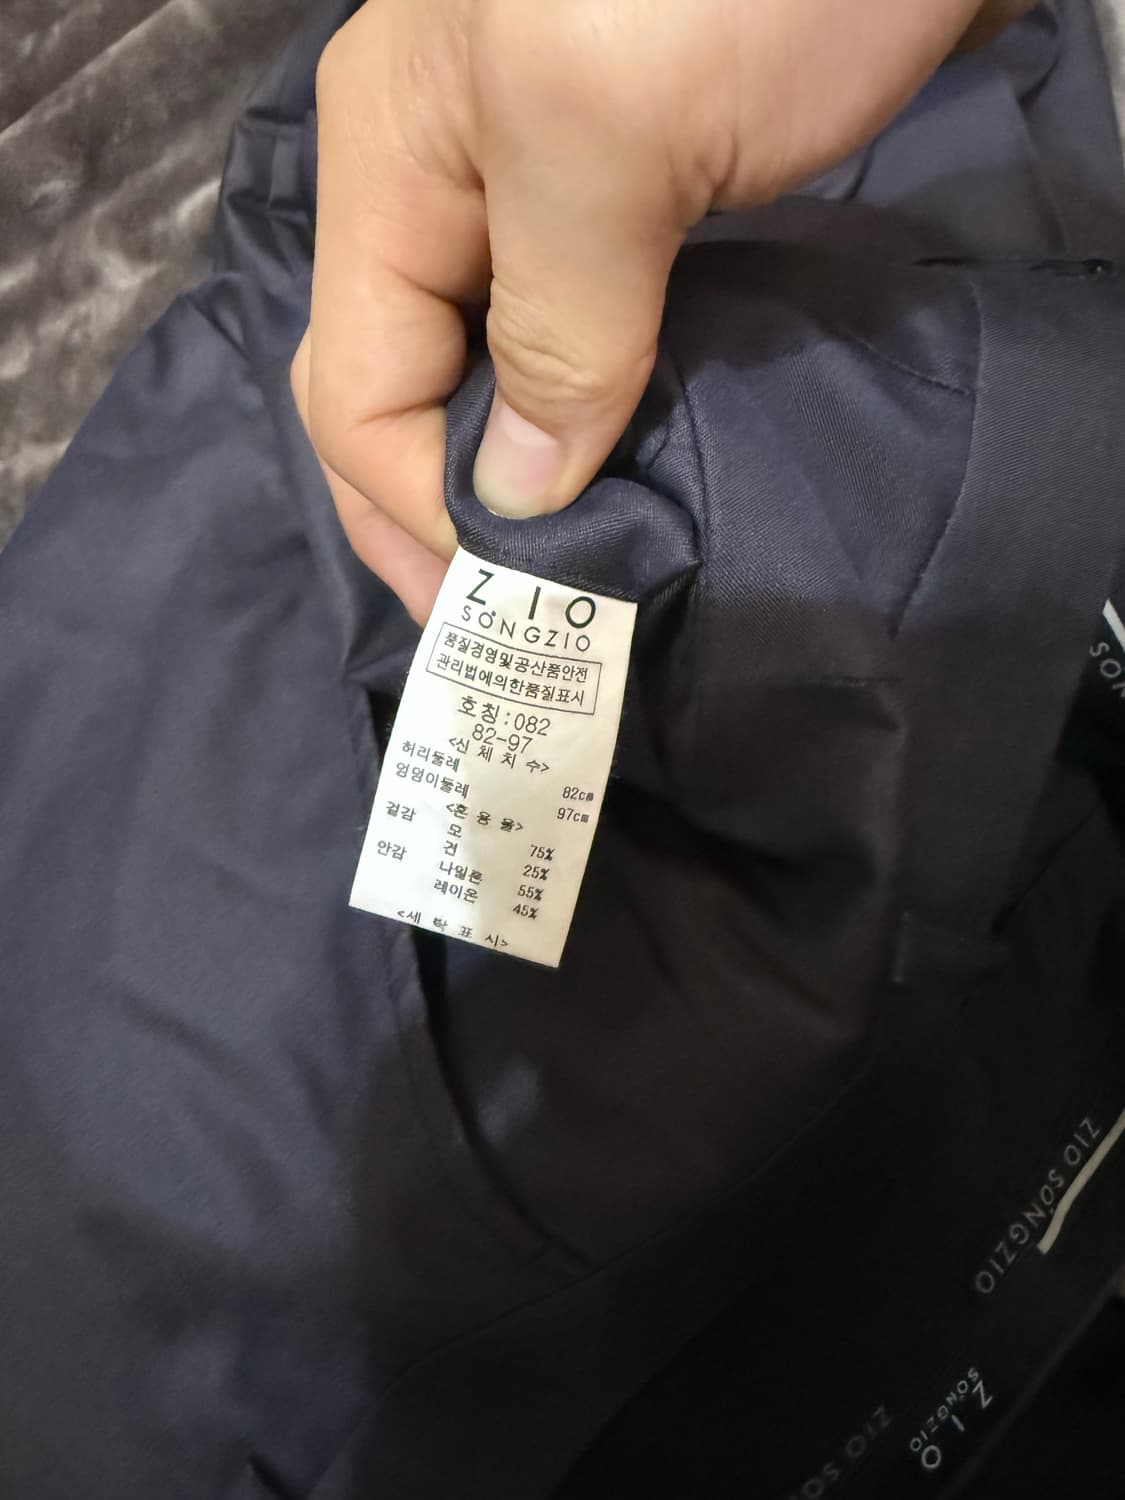 ZIO
SONGZIO
품질경영및공산품안전
관리법에의한품질표시
호칭:082
82-97
<신 체 치 수>
허리둘레 82cm
엉덩이둘레 97cm
<혼 용 율>
겉감 모 75%
견 25%
안감 나일론 55%
레이온 45%
<세 탁 표 시>
ZIO SONGZIO
ZIO
SONGZIO
ZIO SO